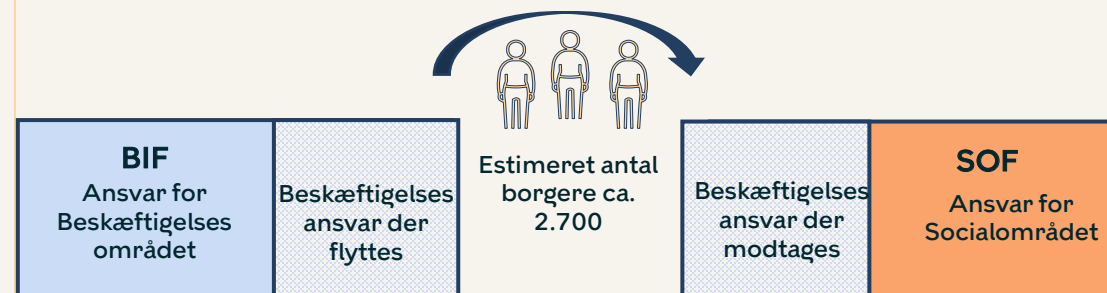 BIF
Ansvar for
Beskæftigelses
området
Beskæftigelses
ansvar der
flyttes
Estimeret antal
borgere ca.
2.700
Beskæftigelses
ansvar der
modtages
SOF
Ansvar for
Socialområdet